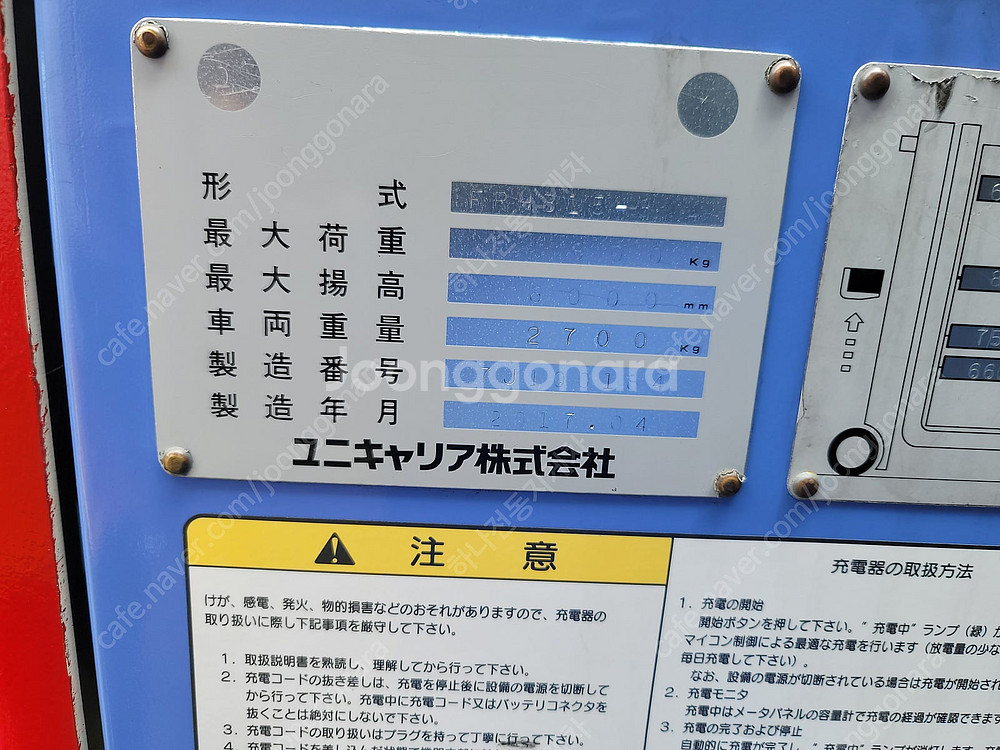 形式
最大荷重 Kg
最大揚高 mm
車両重量 2700 Kg
製造番号
製造年月 2017.04
ユニキャリア株式会社
Joonggonara
cafe.naver.com/joonggonara
注意
けが、感電、発火、物的損害などのおそれがありますので、充電器の
取り扱いに際し下記事項を厳守して下さい。
1. 取扱説明書を熟読し、理解してから行って下さい。
2. 充電コードの抜き差しは、充電を停止後に設備の電源を切断して
から行って下さい。充電中に充電コード又はバッテリコネクタを
抜くことは絶対にしないで下さい。
3. 充電コードの取り扱いはプラグを持って丁寧に行って下さい。
充電器の取扱方法
1. 充電の開始
開始ボタンを押して下さい。"充電中"ランプ（緑）が
マイコン制御による最適な充電を行います（放電量の少な
毎日充電して下さい）。
なお、設備の電源が切断されている場合は充電が開始され
2. 充電モニタ
充電中はメータパネルの容量計で充電の経過が確認できます
3. 充電の完了および停止